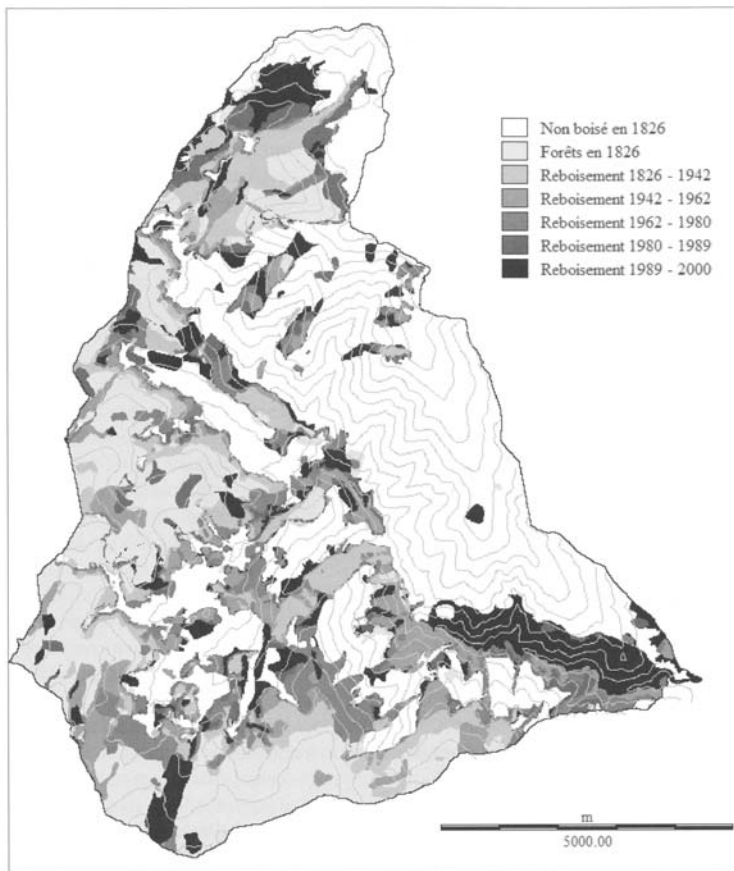 Non boisé en 1826
Forêts en 1826
Reboisement 1826 - 1942
Reboisement 1942 - 1962
Reboisement 1962 - 1980
Reboisement 1980 - 1989
Reboisement 1989 - 2000
m
5000.00